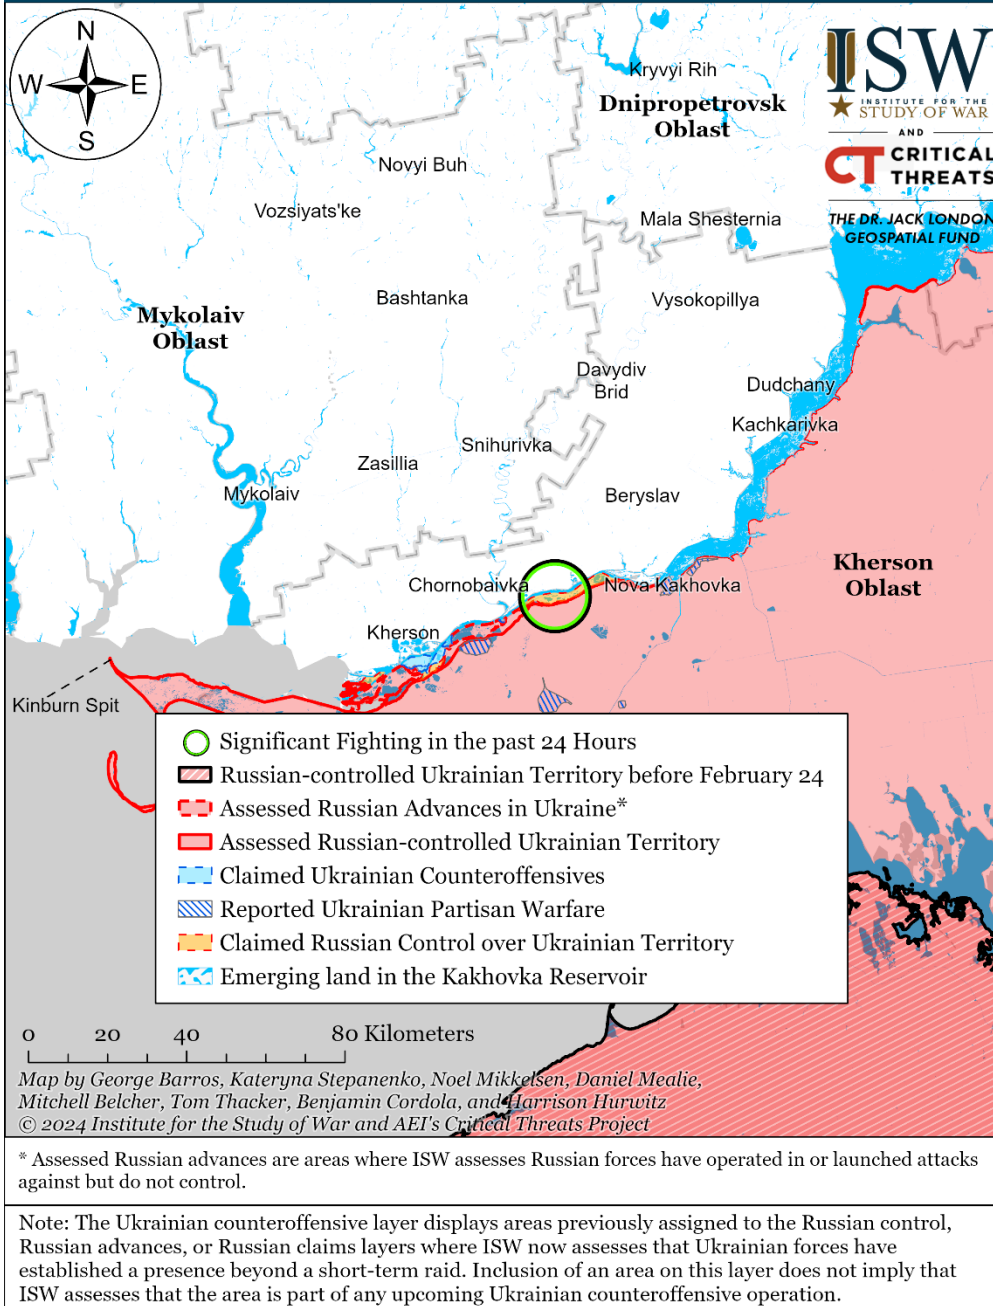 N
W
E
S
ISW
INSTITUTE FOR THE
STUDY OF WAR
AND
CT CRITICAL
THREATS
THE DR. JACK LONDON
GEOSPATIAL FUND
Kryvyi Rih
Dnipropetrovsk
Oblast
Novyi Buh
Vozsiyats'ke
Mala Shesternia
Bashtanka
Vysokopillya
Mykolaiv
Oblast
Davydiv
Brid
Dudchany
Kachkarivka
Snihurivka
Zasillia
Mykolaiv
Beryslav
Kherson
Oblast
Chornobaivka
Nova Kakhovka
Kherson
Kinburn Spit
Significant Fighting in the past 24 Hours
Russian-controlled Ukrainian Territory before February 24
Assessed Russian Advances in Ukraine*
Assessed Russian-controlled Ukrainian Territory
Claimed Ukrainian Counteroffensives
Reported Ukrainian Partisan Warfare
Claimed Russian Control over Ukrainian Territory
Emerging land in the Kakhovka Reservoir
0 20 40 80 Kilometers
Map by George Barros, Kateryna Stepanenko, Noel Mikkelsen, Daniel Mealie,
Mitchell Belcher, Tom Thacker, Benjamin Cordola, and Harrison Hurwitz
© 2024 Institute for the Study of War and AEI's Critical Threats Project
* Assessed Russian advances are areas where ISW assesses Russian forces have operated in or launched attacks
against but do not control.
Note: The Ukrainian counteroffensive layer displays areas previously assigned to the Russian control,
Russian advances, or Russian claims layers where ISW now assesses that Ukrainian forces have
established a presence beyond a short-term raid. Inclusion of an area on this layer does not imply that
ISW assesses that the area is part of any upcoming Ukrainian counteroffensive operation.